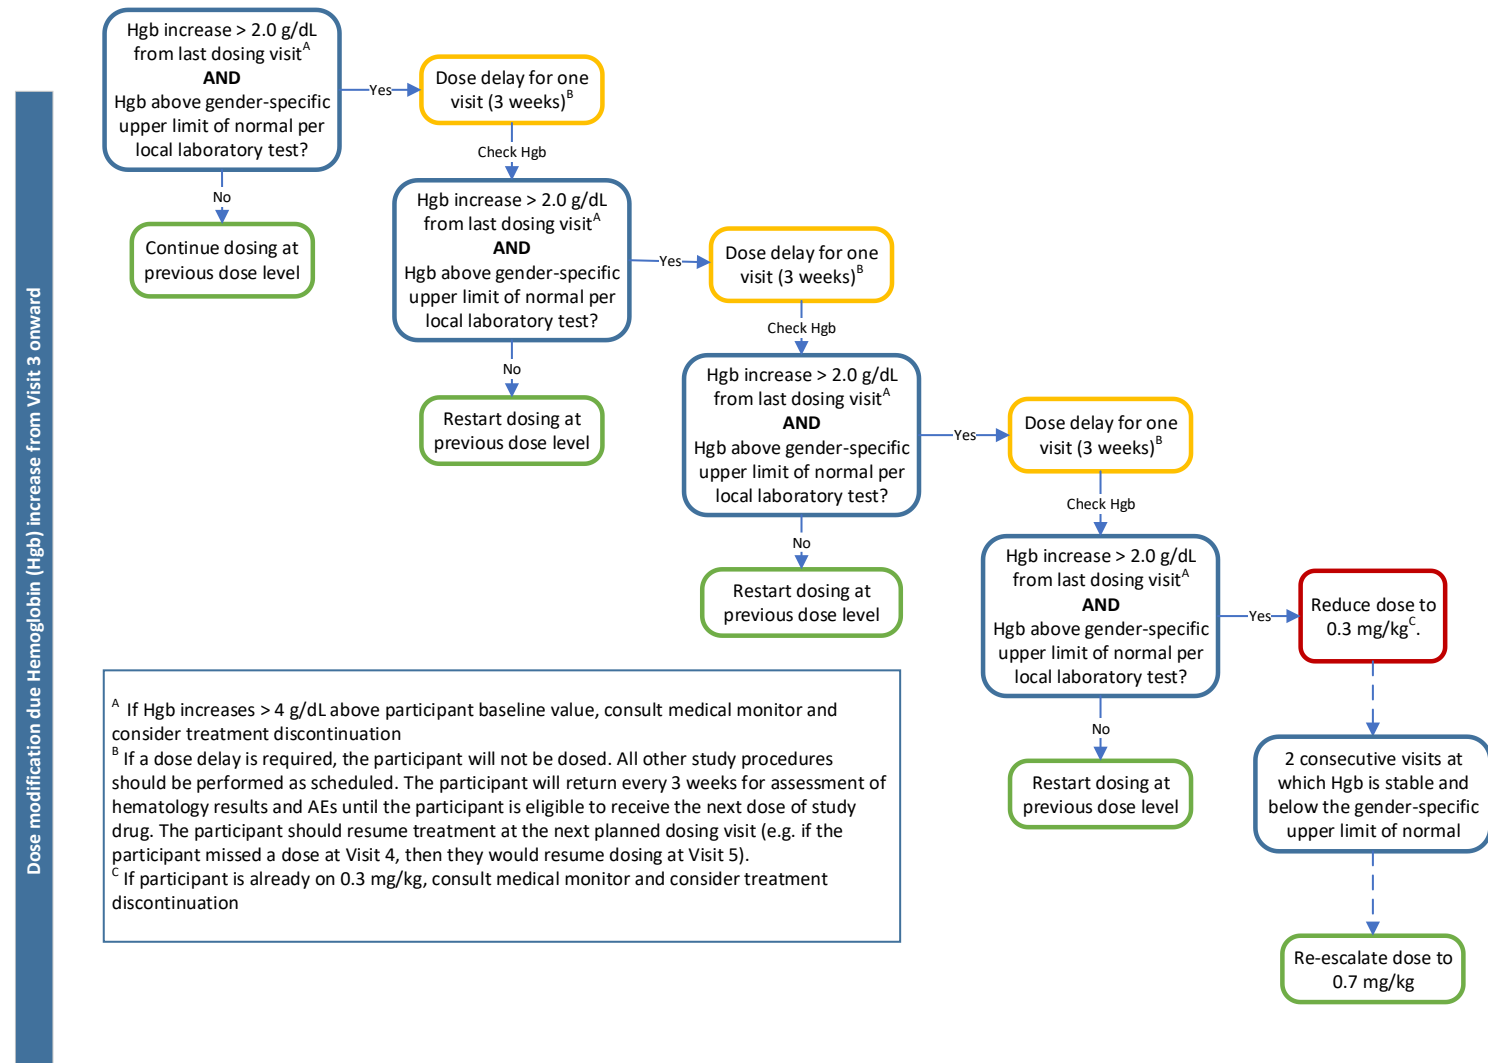 Dose modification due Hemoglobin (Hgb) increase from Visit 3 onward
Hgb increase > 2.0 g/dL
from last dosing visitA
AND
Hgb above gender-specific
upper limit of normal per
local laboratory test?
Yes
Dose delay for one
visit (3 weeks)B
No
Continue dosing at
previous dose level
Check Hgb
Hgb increase > 2.0 g/dL
from last dosing visitA
AND
Hgb above gender-specific
upper limit of normal per
local laboratory test?
Yes
Dose delay for one
visit (3 weeks)B
No
Restart dosing at
previous dose level
Check Hgb
Hgb increase > 2.0 g/dL
from last dosing visitA
AND
Hgb above gender-specific
upper limit of normal per
local laboratory test?
Yes
Dose delay for one
visit (3 weeks)B
No
Restart dosing at
previous dose level
Check Hgb
Hgb increase > 2.0 g/dL
from last dosing visitA
AND
Hgb above gender-specific
upper limit of normal per
local laboratory test?
Yes
Reduce dose to
0.3 mg/kgC.
No
Restart dosing at
previous dose level
2 consecutive visits at
which Hgb is stable and
below the gender-specific
upper limit of normal
Re-escalate dose to
0.7 mg/kg
A If Hgb increases > 4 g/dL above participant baseline value, consult medical monitor and
consider treatment discontinuation
B If a dose delay is required, the participant will not be dosed. All other study procedures
should be performed as scheduled. The participant will return every 3 weeks for assessment of
hematology results and AEs until the participant is eligible to receive the next dose of study
drug. The participant should resume treatment at the next planned dosing visit (e.g. if the
participant missed a dose at Visit 4, then they would resume dosing at Visit 5).
C If participant is already on 0.3 mg/kg, consult medical monitor and consider treatment
discontinuation